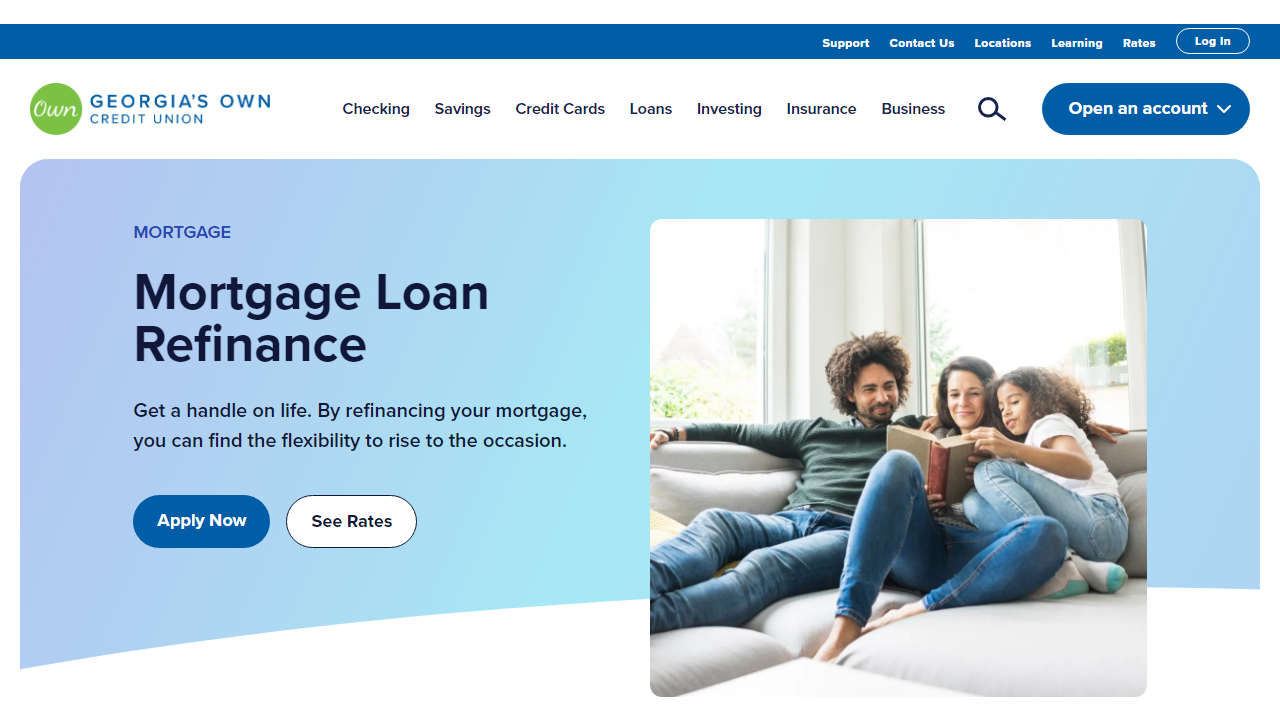 Support Contact Us Locations Learning Rates Log In
Own GEORGIA'S OWN
CREDIT UNION
Checking Savings Credit Cards Loans Investing Insurance Business Open an account
MORTGAGE
Mortgage Loan
Refinance
Get a handle on life. By refinancing your mortgage,
you can find the flexibility to rise to the occasion.
Apply Now See Rates